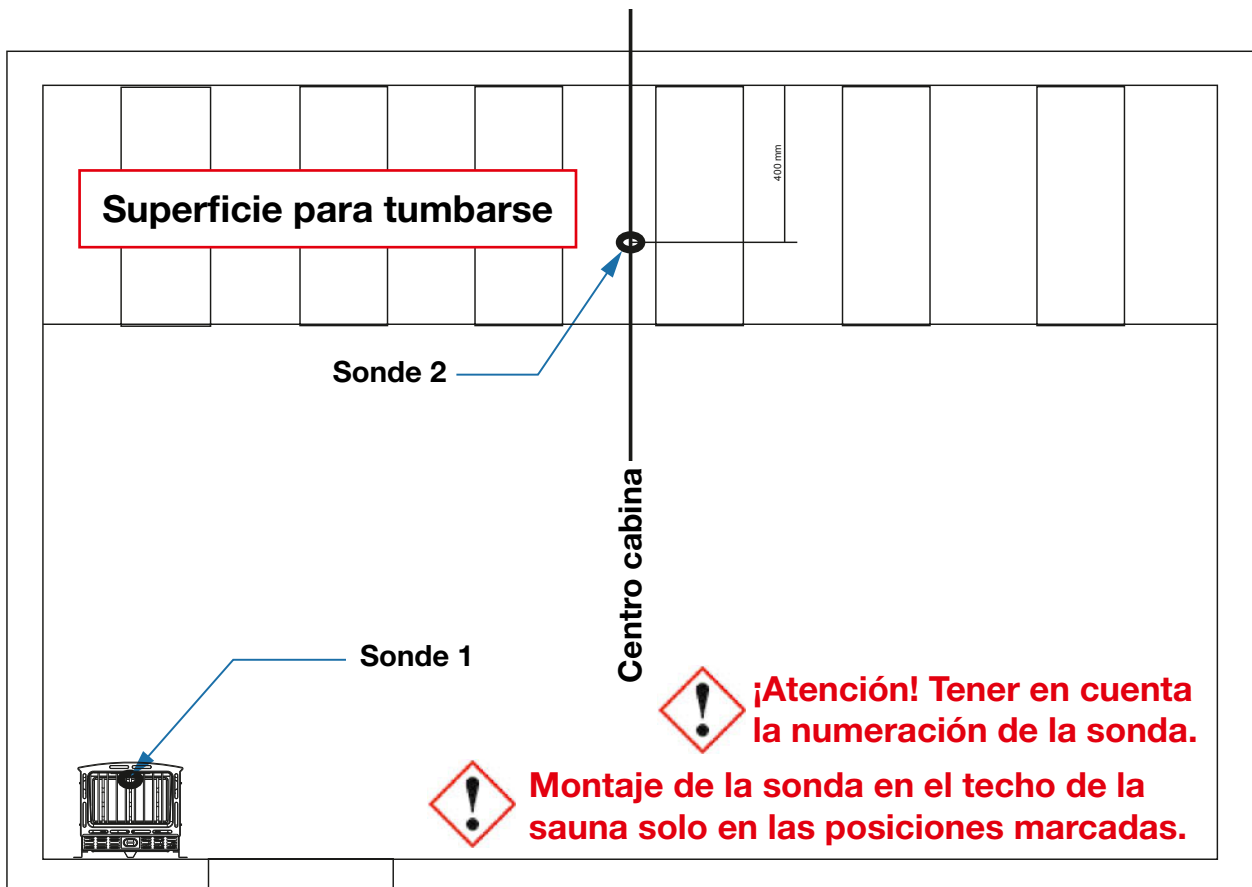 400 mm
Superficie para tumbarse
Sonde 2
Centro cabina
Sonde 1
¡Atención! Tener en cuenta
la numeración de la sonda.
Montaje de la sonda en el techo de la
sauna solo en las posiciones marcadas.